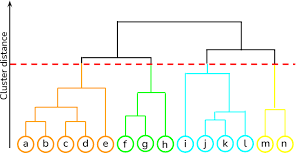 Cluster distance
a b c d e f g h i j k l m n